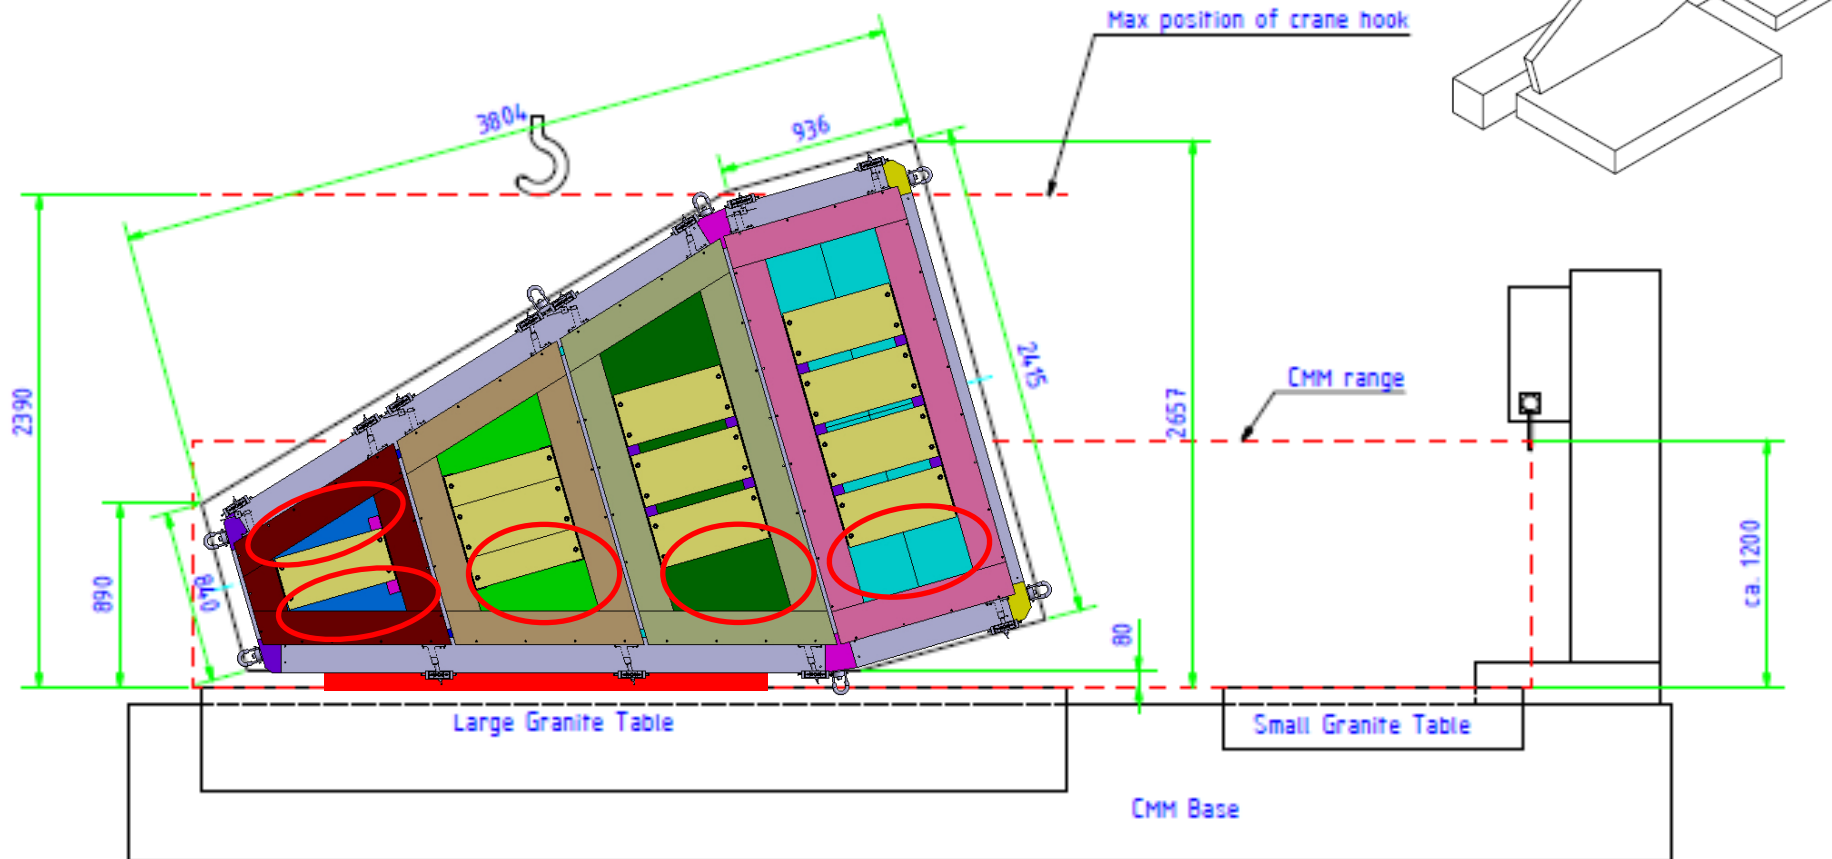 Max position of crane hook
3804
936
2390
2415
2657
CMM range
890
840
80
ca. 1200
Large Granite Table
Small Granite Table
CMM Base